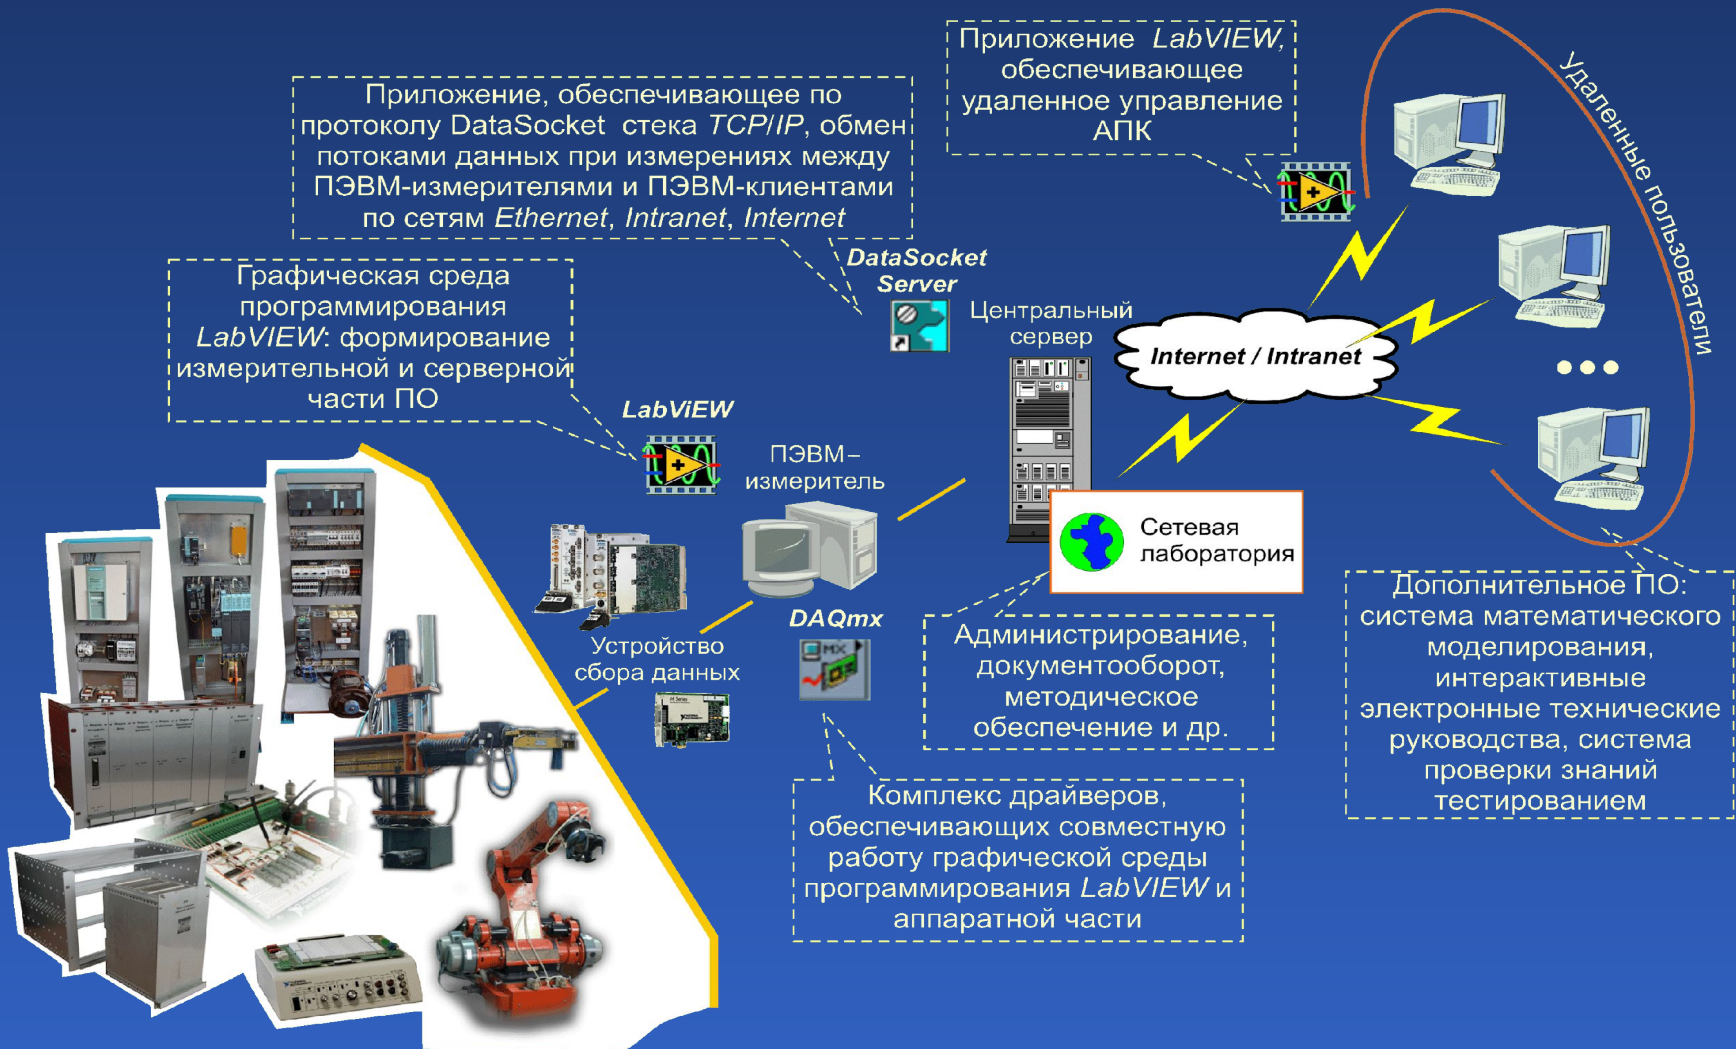 Приложение LabVIEW,
обеспечивающее
удаленное управление
АПК
Удаленные пользователи
Приложение, обеспечивающее по
протоколу DataSocket стека TCP/IP, обмен
потоками данных при измерениях между
ПЭВМ-измерителями и ПЭВМ-клиентами
по сетям Ethernet, Intranet, Internet
DataSocket
Server
Графическая среда
программирования
LabVIEW: формирование
измерительной и серверной
части ПО
Центральный
сервер
Internet / Intranet
LabViEW
ПЭВМ–
измеритель
Сетевая
лаборатория
DAQmx
MX
Устройство
сбора данных
Администрирование,
документооборот,
методическое
обеспечение и др.
Дополнительное ПО:
система математического
моделирования,
интерактивные
электронные технические
руководства, система
проверки знаний
тестированием
Комплекс драйверов,
обеспечивающих совместную
работу графической среды
программирования LabVIEW и
аппаратной части